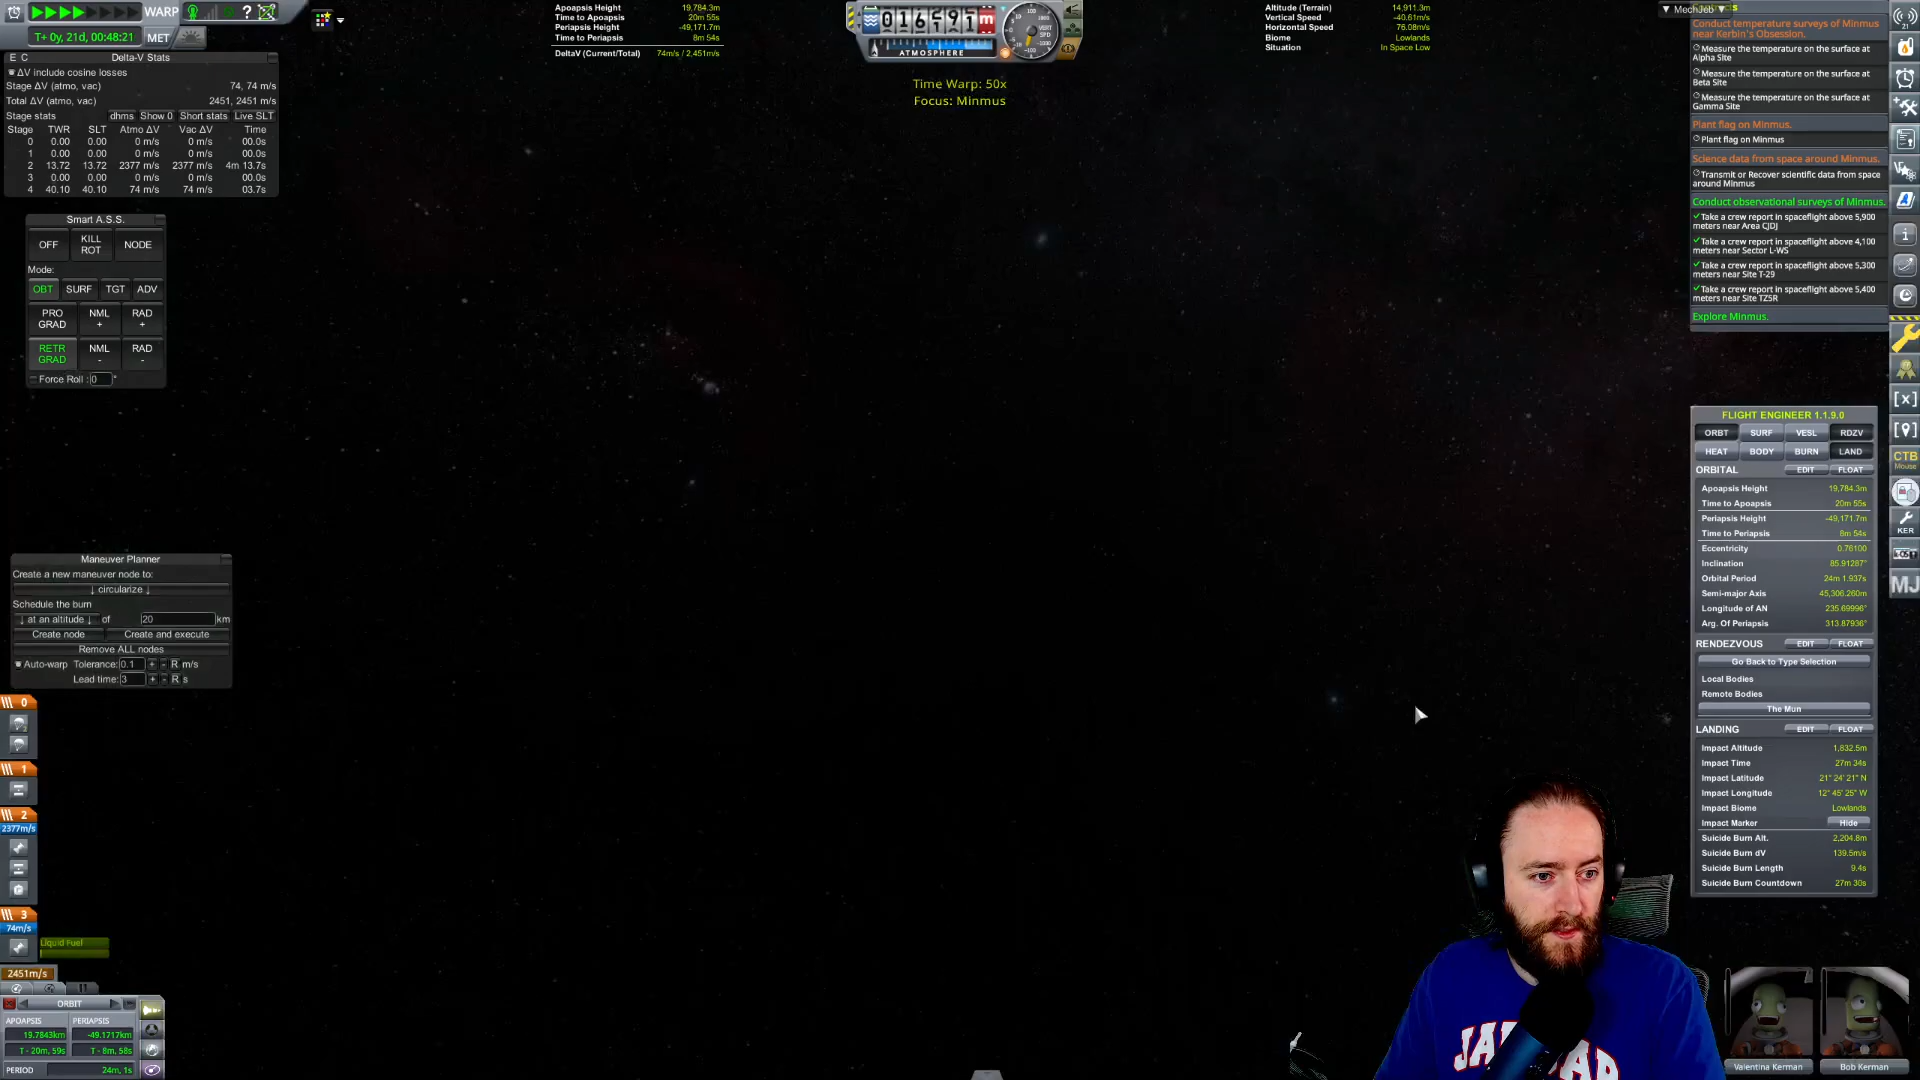 WARP
T+ 0y, 21d, 00:48:21 MET
E C Delta-V Stats
ΔV include cosine losses
Stage ΔV (atmo, vac) 74, 74 m/s
Total ΔV (atmo, vac) 2451, 2451 m/s
Stage stats dhms Show 0 Short stats Live SLT
Stage TWR SLT Atmo ΔV Vac ΔV Time
0 0.00 0.00 0 m/s 0 m/s 00.0s
1 0.00 0.00 0 m/s 0 m/s 00.0s
2 13.72 13.72 2377 m/s 2377 m/s 4m 13.7s
3 0.00 0.00 0 m/s 0 m/s 00.0s
4 40.10 40.10 74 m/s 74 m/s 03.7s
Smart A.S.S.
OFF KILL ROT NODE
Mode:
OBT SURF TGT ADV
PRO GRAD NML + RAD +
RETR GRAD NML - RAD -
Force Roll : 0 °
Maneuver Planner
Create a new maneuver node to:
↓ circularize ↓
Schedule the burn
↓ at an altitude ↓ of 20 km
Create node Create and execute
Remove ALL nodes
Auto-warp Tolerance: 0.1 + - R m/s
Lead time: 3 + - R s
0
1
2
2377m/s
3
74m/s
Liquid Fuel
2451m/s
ORBIT
APOAPSIS PERIAPSIS
19.7843km -49.1717km
T - 20m, 59s T - 8m, 58s
PERIOD 24m, 1s
Apoapsis Height 19,784.3m
Time to Apoapsis 20m 55s
Periapsis Height -49,171.7m
Time to Periapsis 8m 54s
DeltaV (Current/Total) 74m/s / 2,451m/s
m
ATMOSPHERE
Time Warp: 50x
Focus: Minmus
Altitude (Terrain) 14,911.3m
Vertical Speed -40.61m/s
Horizontal Speed 76.08m/s
Biome Lowlands
Situation In Space Low
MechJeb
Conduct temperature surveys of Minmus near Kerbin's Obsession.
Measure the temperature on the surface at Alpha Site
Measure the temperature on the surface at Beta Site
Measure the temperature on the surface at Gamma Site
Plant flag on Minmus.
Plant flag on Minmus
Science data from space around Minmus.
Transmit or Recover scientific data from space around Minmus
Conduct observational surveys of Minmus.
Take a crew report in spaceflight above 5,900 meters near Area CJDJ
Take a crew report in spaceflight above 4,100 meters near Sector L-WS
Take a crew report in spaceflight above 5,300 meters near Site T-29
Take a crew report in spaceflight above 5,400 meters near Site TZ5R
Explore Minmus.
FLIGHT ENGINEER 1.1.9.0
ORBT SURF VESL RDZV
HEAT BODY BURN LAND
ORBITAL EDIT FLOAT
Apoapsis Height 19,784.3m
Time to Apoapsis 20m 55s
Periapsis Height -49,171.7m
Time to Periapsis 8m 54s
Eccentricity 0.76100
Inclination 85.91287°
Orbital Period 24m 1.937s
Semi-major Axis 45,306.260m
Longitude of AN 235.69996°
Arg. Of Periapsis 313.87936°
RENDEZVOUS EDIT FLOAT
Go Back to Type Selection
Local Bodies
Remote Bodies
The Mun
LANDING EDIT FLOAT
Impact Altitude 1,832.5m
Impact Time 27m 34s
Impact Latitude 21° 24' 21" N
Impact Longitude 12° 45' 25" W
Impact Biome Lowlands
Impact Marker Hide
Suicide Burn Alt. 2,204.8m
Suicide Burn dV 139.5m/s
Suicide Burn Length 9.4s
Suicide Burn Countdown 27m 30s
CTB
Mouse
KER
MJ
Valentina Kerman Bob Kerman